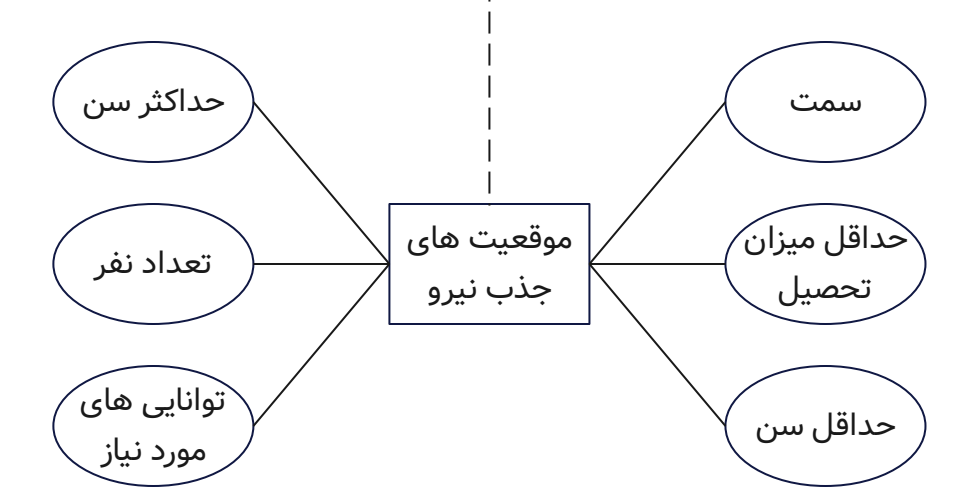 سمت
حداکثر سن
موقعیت های
جذب نیرو
حداقل میزان
تحصیل
تعداد نفر
حداقل سن
توانایی های
مورد نیاز